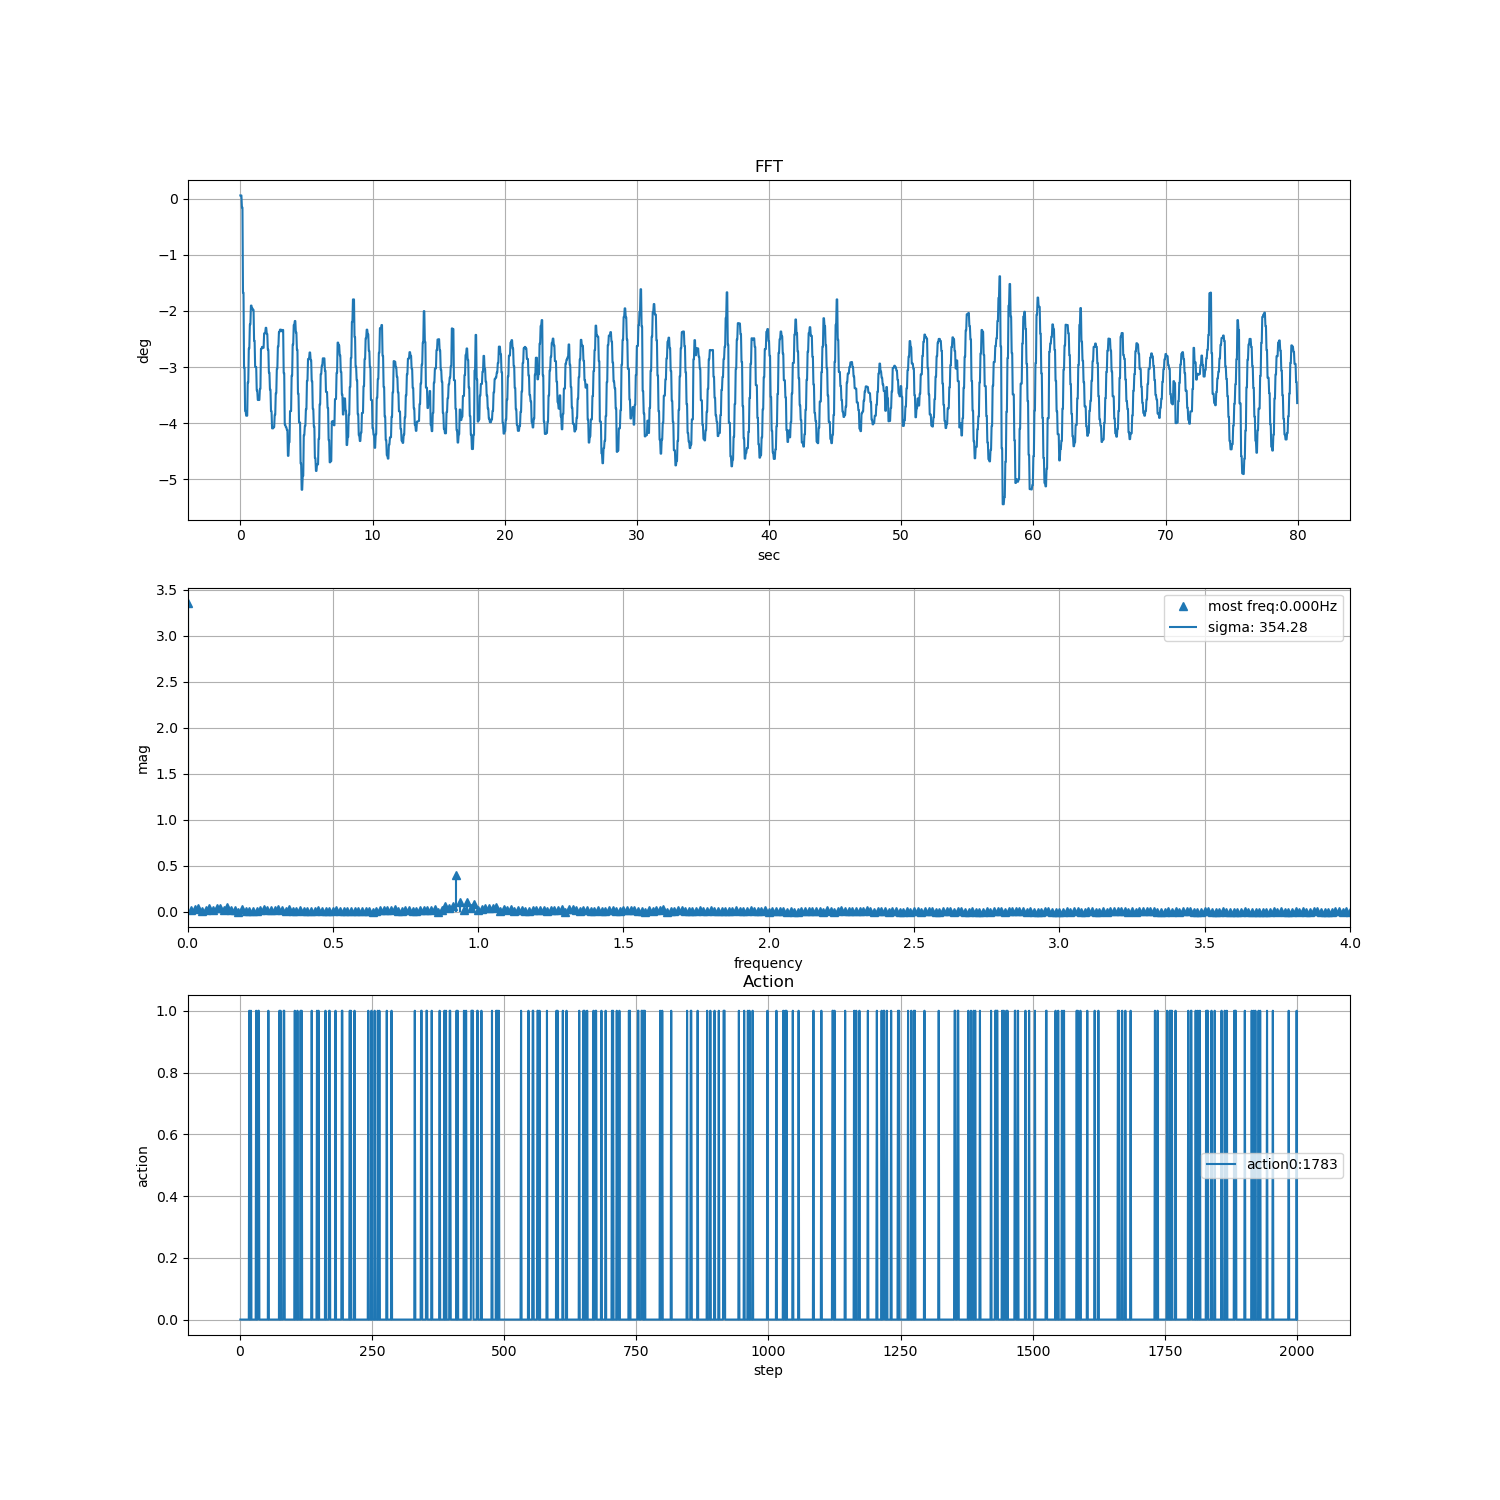 FFT
0
−1
−2
−3
−4
−5
deg
0 10 20 30 40 50 60 70 80
sec
3.5
3.0
2.5
2.0
1.5
1.0
0.5
0.0
mag
most freq:0.000Hz
sigma: 354.28
0.0 0.5 1.0 1.5 2.0 2.5 3.0 3.5 4.0
frequency
Action
1.0
0.8
0.6
0.4
0.2
0.0
action
action0:1783
0 250 500 750 1000 1250 1500 1750 2000
step